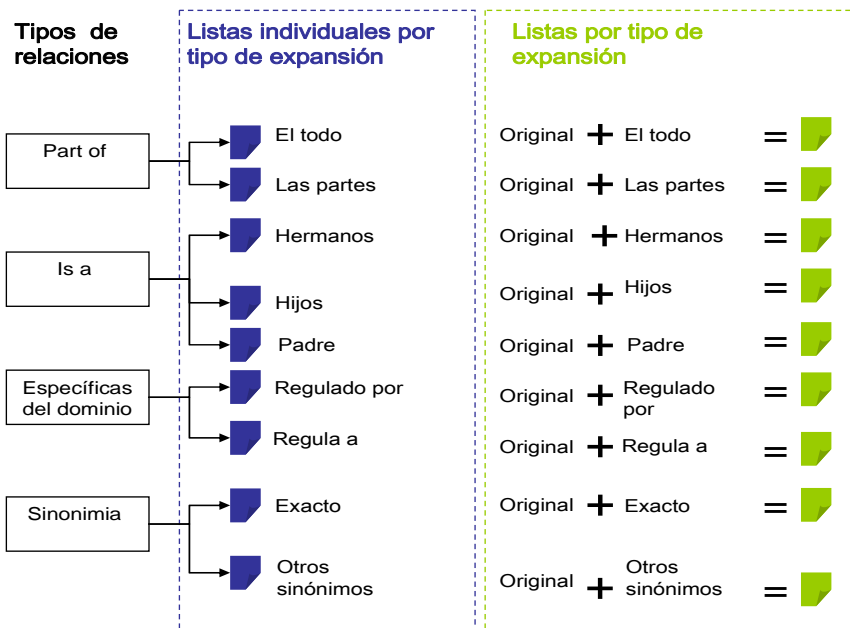 Tipos de
relaciones
Listas individuales por
tipo de expansión
Listas por tipo de
expansión
Part of
El todo
Original + El todo =
Las partes
Original + Las partes =
Is a
Hermanos
Original + Hermanos =
Hijos
Original + Hijos =
Padre
Original + Padre =
Específicas
del dominio
Regulado por
Original + Regulado
por =
Regula a
Original + Regula a =
Sinonimia
Exacto
Original + Exacto =
Otros
sinónimos
Original + Otros
sinónimos =